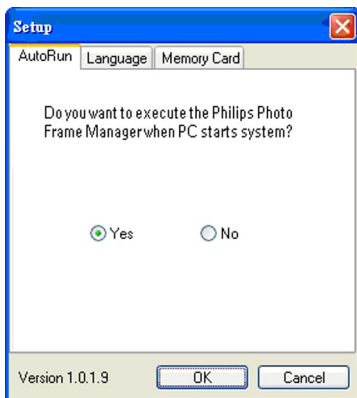 Setup
AutoRun Language Memory Card
Do you want to execute the Philips Photo
Frame Manager when PC starts system?
Yes No
Version 1.0.1.9 OK Cancel